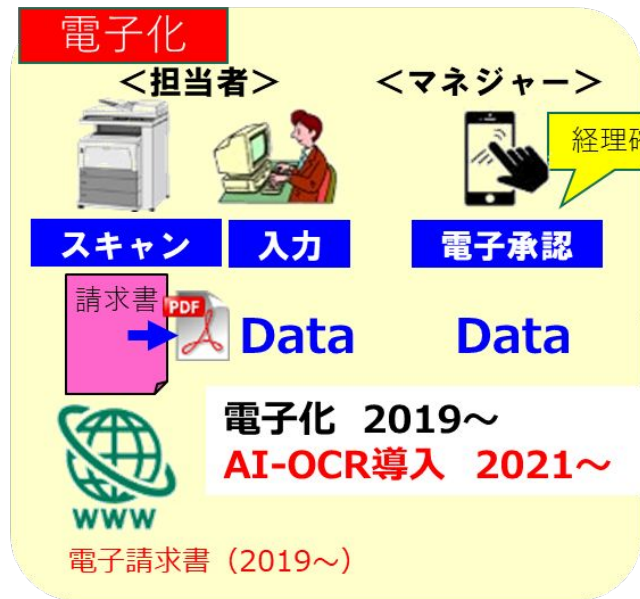 電子化
＜担当者＞
＜マネジャー＞
経理
スキャン
入力
電子承認
請求書
PDF
Data
Data
電子化 2019～
AI-OCR導入 2021～
WWW
電子請求書（2019～）